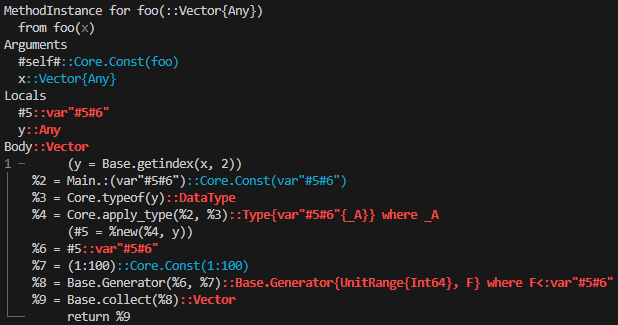 MethodInstance for foo(::Vector{Any})
  from foo(x)
Arguments
  #self#::Core.Const(foo)
  x::Vector{Any}
Locals
  #5::var"#5#6"
  y::Any
Body::Vector
1 ─      (y = Base.getindex(x, 2))
│   %2 = Main.:(var"#5#6")::Core.Const(var"#5#6")
│   %3 = Core.typeof(y)::DataType
│   %4 = Core.apply_type(%2, %3)::Type{var"#5#6"{_A}} where _A
│        (#5 = %new(%4, y))
│   %6 = #5::var"#5#6"
│   %7 = (1:100)::Core.Const(1:100)
│   %8 = Base.Generator(%6, %7)::Base.Generator{UnitRange{Int64}, F} where F<:var"#5#6"
│   %9 = Base.collect(%8)::Vector
└──      return %9